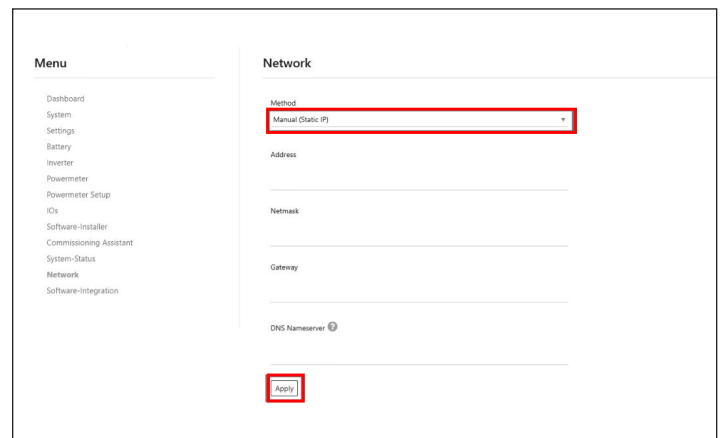 Menu
Dashboard
System
Settings
Battery
Inverter
Powermeter
Powermeter Setup
IOs
Software-Installer
Commissioning Assistant
System-Status
Network
Software-Integration
Network
Method
Manual (Static IP)
Address
Netmask
Gateway
DNS Nameserver ?
Apply